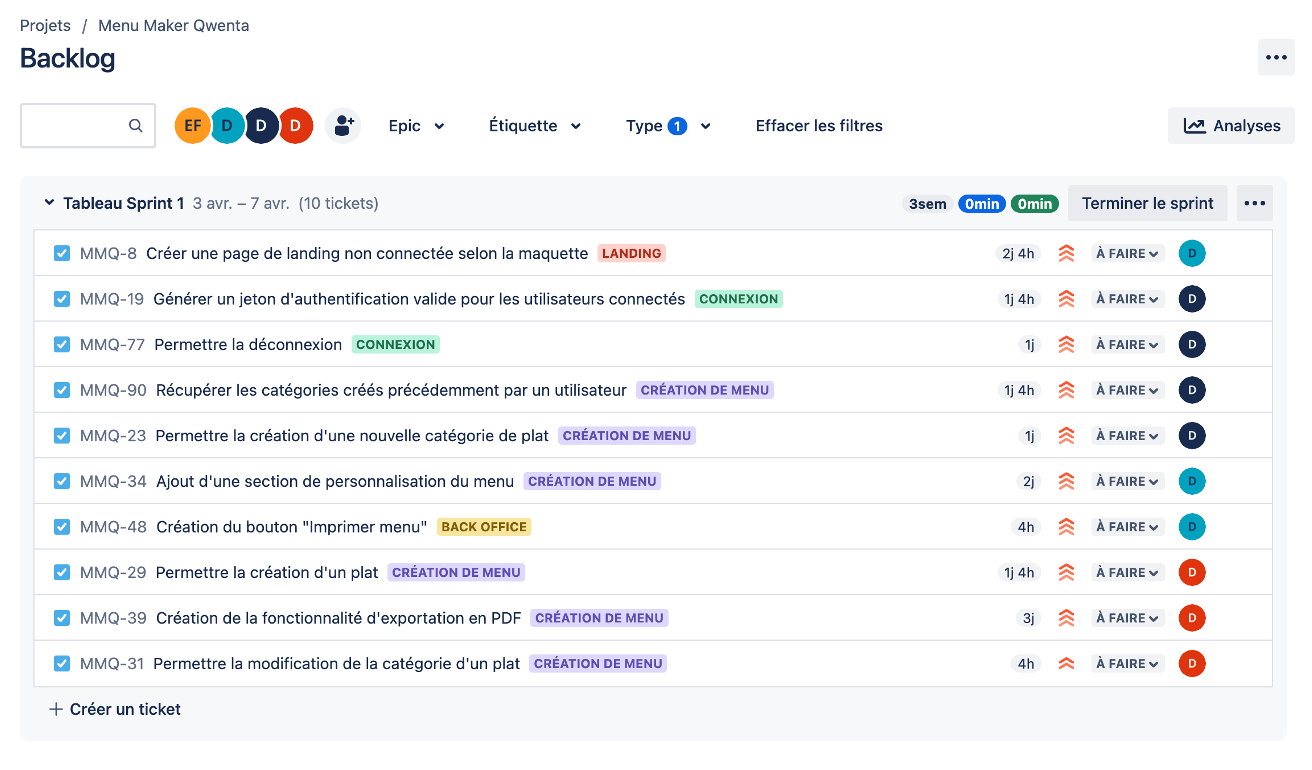 Projets / Menu Maker Qwenta
Backlog
EF D D D Epic Étiquette Type 1 Effacer les filtres Analyses
Tableau Sprint 1 3 avr. – 7 avr. (10 tickets) 3sem 0min 0min Terminer le sprint
MMQ-8 Créer une page de landing non connectée selon la maquette LANDING 2j 4h À FAIRE D
MMQ-19 Générer un jeton d'authentification valide pour les utilisateurs connectés CONNEXION 1j 4h À FAIRE D
MMQ-77 Permettre la déconnexion CONNEXION 1j À FAIRE D
MMQ-90 Récupérer les catégories créés précédemment par un utilisateur CRÉATION DE MENU 1j 4h À FAIRE D
MMQ-23 Permettre la création d'une nouvelle catégorie de plat CRÉATION DE MENU 1j À FAIRE D
MMQ-34 Ajout d'une section de personnalisation du menu CRÉATION DE MENU 2j À FAIRE D
MMQ-48 Création du bouton "Imprimer menu" BACK OFFICE 4h À FAIRE D
MMQ-29 Permettre la création d'un plat CRÉATION DE MENU 1j 4h À FAIRE D
MMQ-39 Création de la fonctionnalité d'exportation en PDF CRÉATION DE MENU 3j À FAIRE D
MMQ-31 Permettre la modification de la catégorie d'un plat CRÉATION DE MENU 4h À FAIRE D
+ Créer un ticket